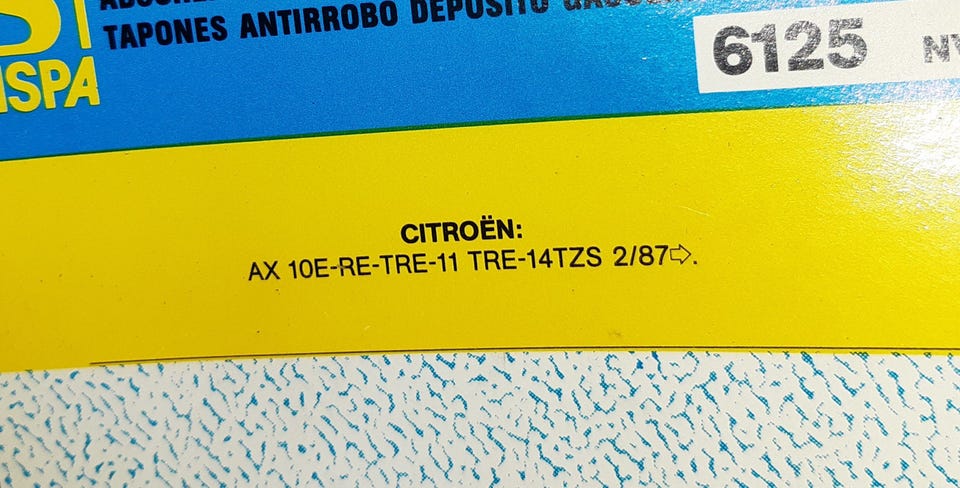 TAPONES ANTIRROBO DEPOSITO
6125
ISPA
CITROËN:
AX 10E-RE-TRE-11 TRE-14TZS 2/87⇨.